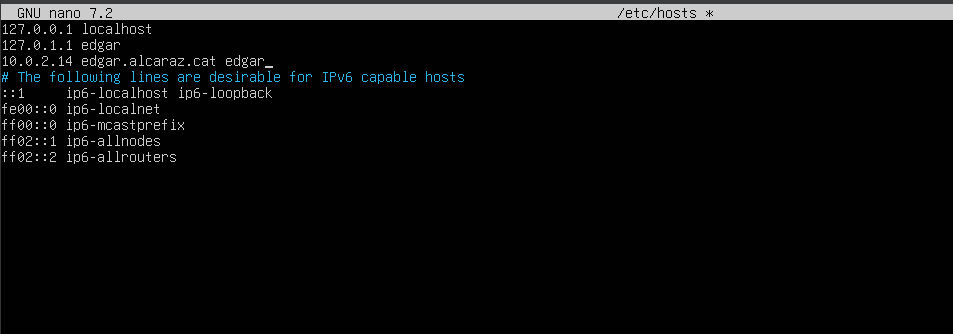 GNU nano 7.2 /etc/hosts *
127.0.0.1 localhost
127.0.1.1 edgar
10.0.2.14 edgar.alcaraz.cat edgar_
# The following lines are desirable for IPv6 capable hosts
::1     ip6-localhost ip6-loopback
fe00::0 ip6-localnet
ff00::0 ip6-mcastprefix
ff02::1 ip6-allnodes
ff02::2 ip6-allrouters